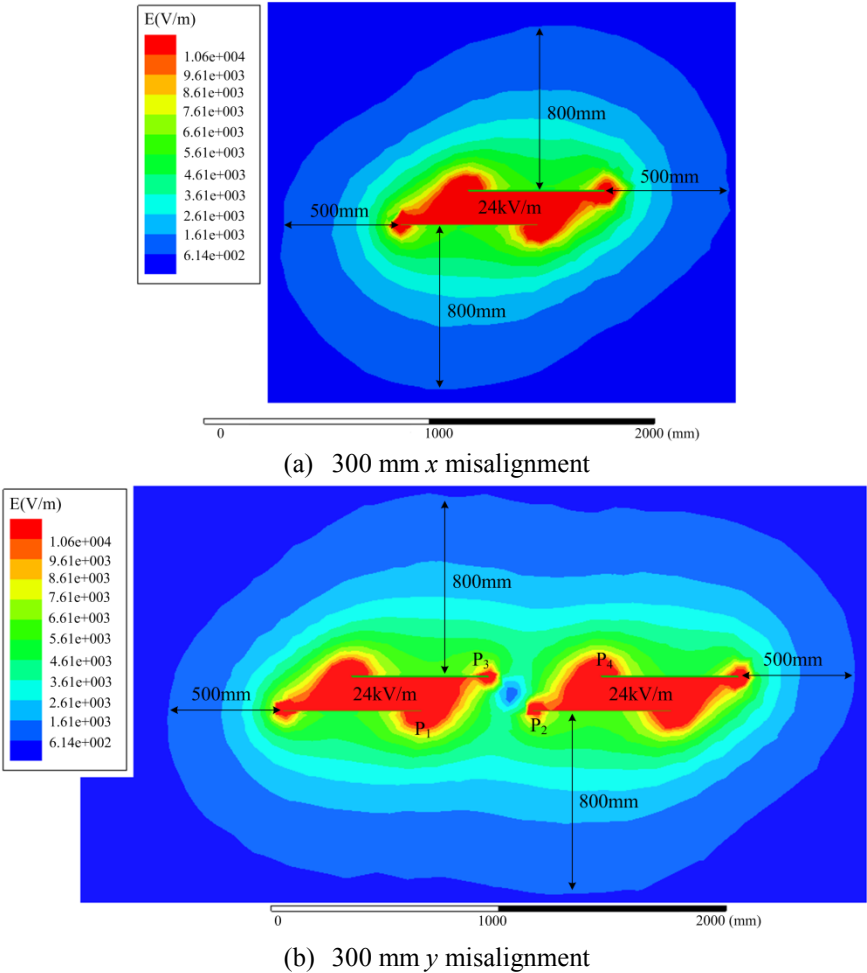 E(V/m)
1.06e+004
9.61e+003
8.61e+003
7.61e+003
6.61e+003
5.61e+003
4.61e+003
3.61e+003
2.61e+003
1.61e+003
6.14e+002
800mm
500mm
500mm
24kV/m
800mm
0 1000 2000 (mm)
(a) 300 mm x misalignment
E(V/m)
1.06e+004
9.61e+003
8.61e+003
7.61e+003
6.61e+003
5.61e+003
4.61e+003
3.61e+003
2.61e+003
1.61e+003
6.14e+002
800mm
P3 P4
500mm
500mm 24kV/m 24kV/m
P1 P2
800mm
0 1000 2000 (mm)
(b) 300 mm y misalignment